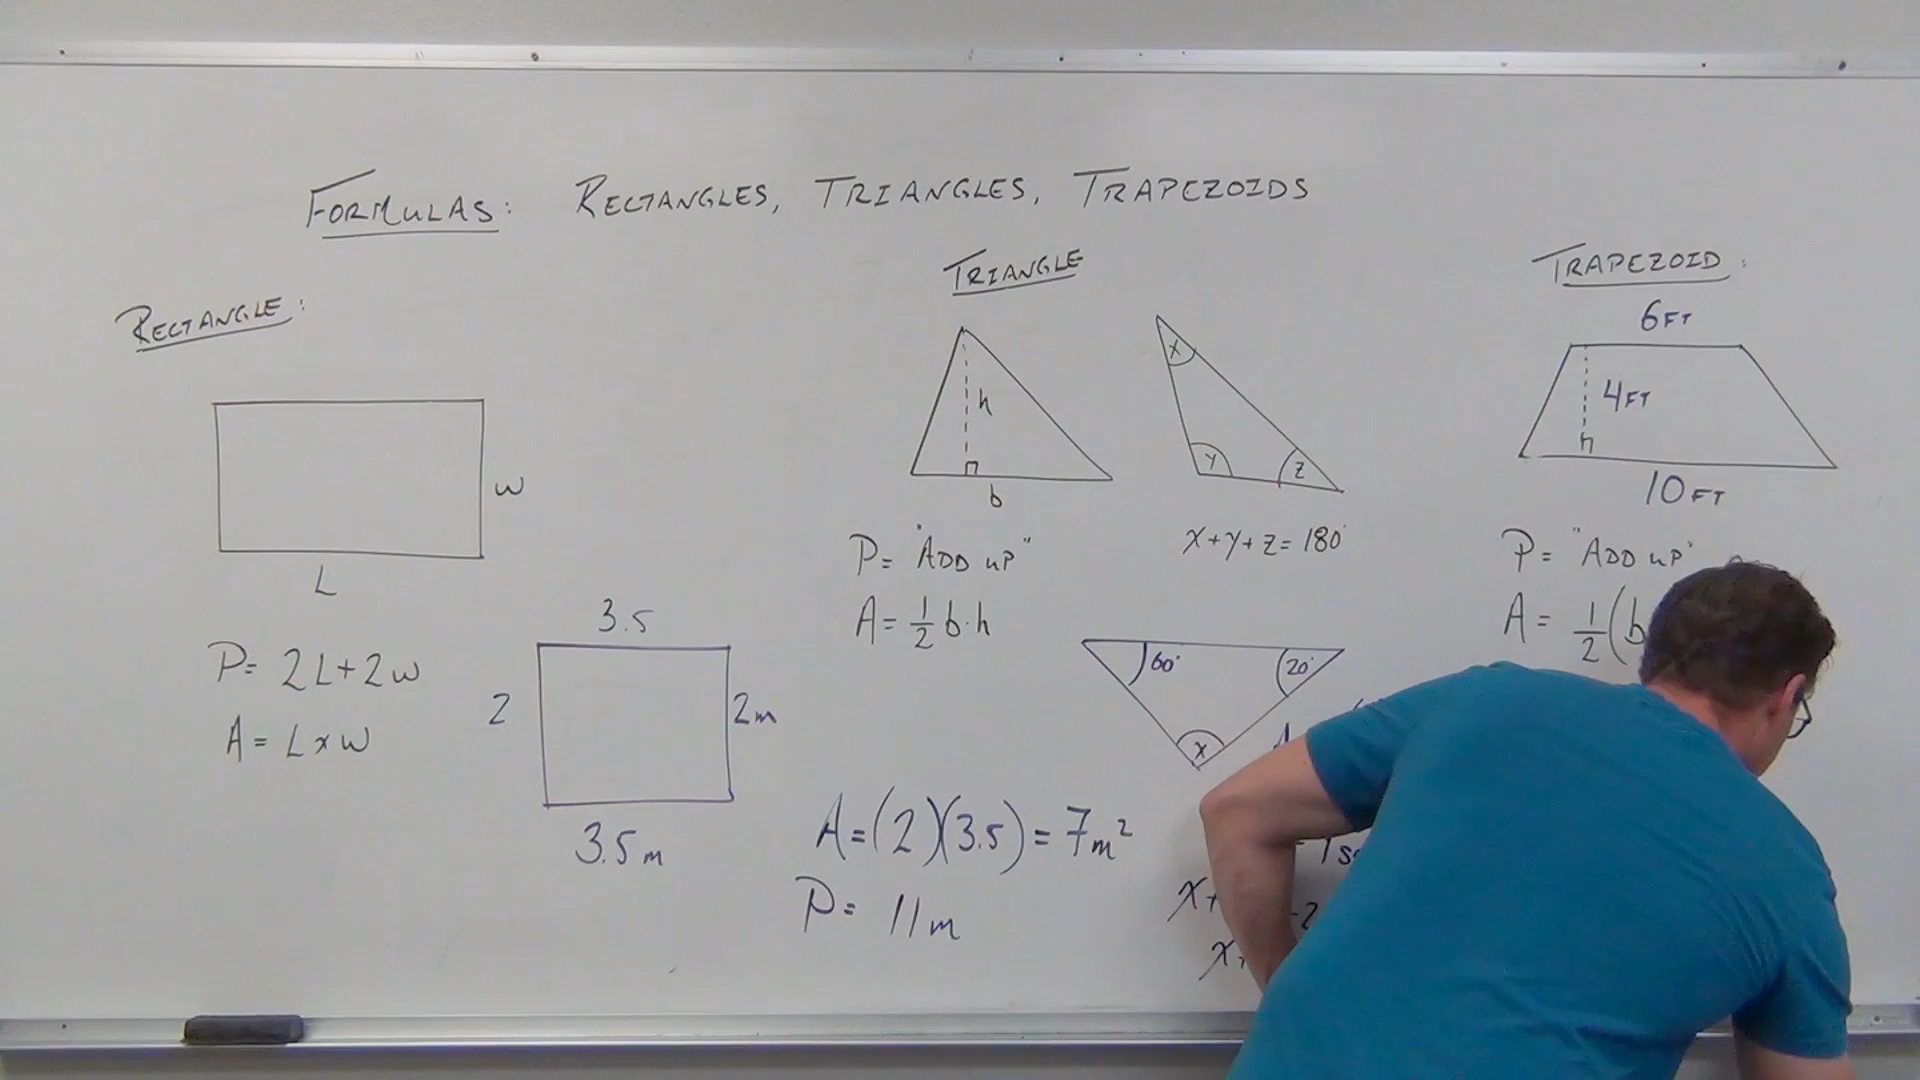 FORMULAS: RECTANGLES, TRIANGLES, TRAPEZOIDS
RECTANGLE:
w
L
P= 2L+2w
A= L x w
3.5
2
2m
3.5m
A=(2)(3.5)=7m²
P= 11m
TRIANGLE
h
b
P= "ADD UP"
A= 1/2 b·h
x
y
z
x+y+z=180°
60°
20°
x
TRAPEZOID:
6FT
4FT
10FT
P= "ADD UP"
A= 1/2(b